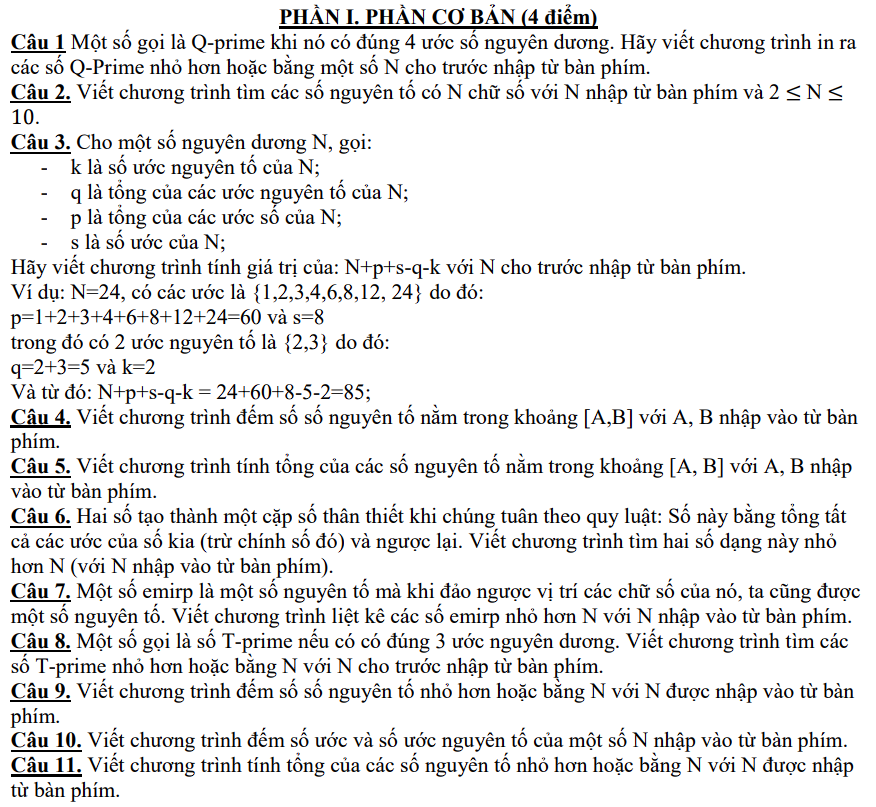 PHẦN I. PHẦN CƠ BẢN (4 điểm)
Câu 1 Một số gọi là Q-prime khi nó có đúng 4 ước số nguyên dương. Hãy viết chương trình in ra
các số Q-Prime nhỏ hơn hoặc bằng một số N cho trước nhập từ bàn phím.
Câu 2. Viết chương trình tìm các số nguyên tố có N chữ số với N nhập từ bàn phím và 2 ≤ N ≤
10.
Câu 3. Cho một số nguyên dương N, gọi:
- k là số ước nguyên tố của N;
- q là tổng của các ước nguyên tố của N;
- p là tổng của các ước số của N;
- s là số ước của N;
Hãy viết chương trình tính giá trị của: N+p+s-q-k với N cho trước nhập từ bàn phím.
Ví dụ: N=24, có các ước là {1,2,3,4,6,8,12, 24} do đó:
p=1+2+3+4+6+8+12+24=60 và s=8
trong đó có 2 ước nguyên tố là {2,3} do đó:
q=2+3=5 và k=2
Và từ đó: N+p+s-q-k = 24+60+8-5-2=85;
Câu 4. Viết chương trình đếm số số nguyên tố nằm trong khoảng [A,B] với A, B nhập vào từ bàn
phím.
Câu 5. Viết chương trình tính tổng của các số nguyên tố nằm trong khoảng [A, B] với A, B nhập
vào từ bàn phím.
Câu 6. Hai số tạo thành một cặp số thân thiết khi chúng tuân theo quy luật: Số này bằng tổng tất
cả các ước của số kia (trừ chính số đó) và ngược lại. Viết chương trình tìm hai số dạng này nhỏ
hơn N (với N nhập vào từ bàn phím).
Câu 7. Một số emirp là một số nguyên tố mà khi đảo ngược vị trí các chữ số của nó, ta cũng được
một số nguyên tố. Viết chương trình liệt kê các số emirp nhỏ hơn N với N nhập vào từ bàn phím.
Câu 8. Một số gọi là số T-prime nếu có có đúng 3 ước nguyên dương. Viết chương trình tìm các
số T-prime nhỏ hơn hoặc bằng N với N cho trước nhập từ bàn phím.
Câu 9. Viết chương trình đếm số số nguyên tố nhỏ hơn hoặc bằng N với N được nhập vào từ bàn
phím.
Câu 10. Viết chương trình đếm số ước và số ước nguyên tố của một số N nhập vào từ bàn phím.
Câu 11. Viết chương trình tính tổng của các số nguyên tố nhỏ hơn hoặc bằng N với N được nhập
từ bàn phím.